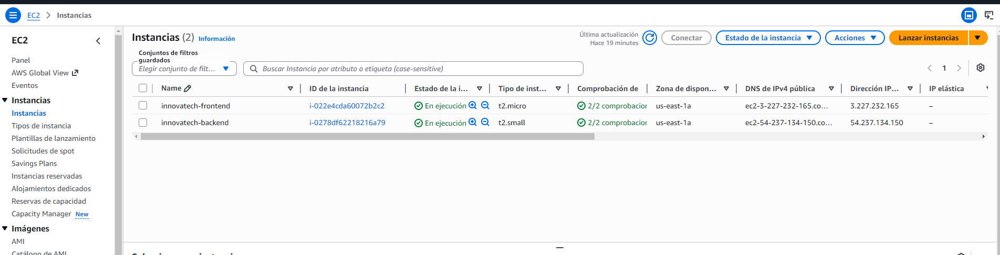 EC2 > Instancias
EC2
Panel
AWS Global View
Eventos
Instancias
Instancias
Tipos de instancia
Plantillas de lanzamiento
Solicitudes de spot
Savings Plans
Instancias reservadas
Alojamientos dedicados
Reservas de capacidad
Capacity Manager New
Imágenes
AMI
Catálogo de AMI
Instancias (2) Información
Última actualización
Hace 19 minutes
Conectar
Estado de la instancia
Acciones
Lanzar instancias
Conjuntos de filtros
guardados
Elegir conjunto de filt...
Buscar Instancia por atributo o etiqueta (case-sensitive)
1
Name ID de la instancia Estado de la i... Tipo de inst... Comprobación de Zona de dispon... DNS de IPv4 pública Dirección IP... IP elástica
innovatech-frontend i-022e4cda60072b2c2 En ejecución t2.micro 2/2 comprobacior us-east-1a ec2-3-227-232-165.co... 3.227.232.165 –
innovatech-backend i-0278df62218216a79 En ejecución t2.small 2/2 comprobacior us-east-1a ec2-54-237-134-150.co... 54.237.134.150 –